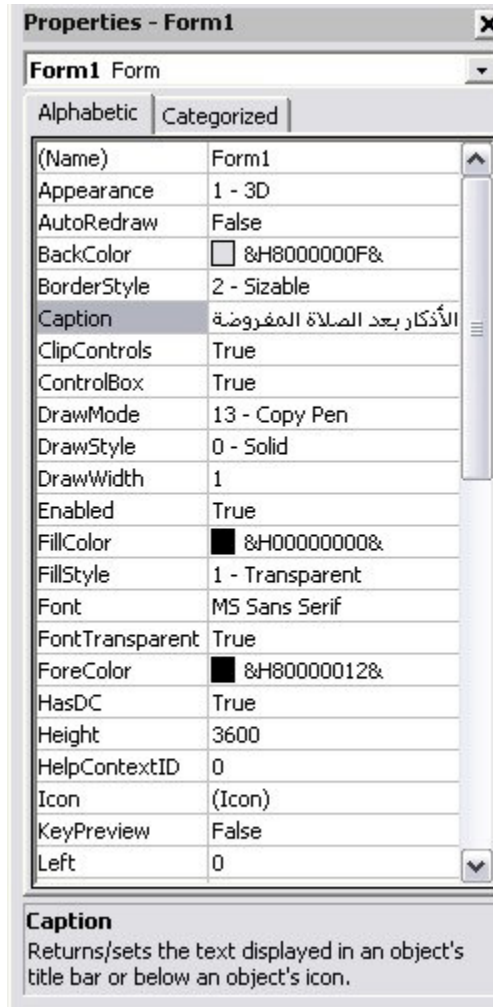 Properties - Form1
Form1 Form
Alphabetic Categorized
(Name) Form1
Appearance 1 - 3D
AutoRedraw False
BackColor &H8000000F&
BorderStyle 2 - Sizable
Caption الأذكار بعد الصلاة المفروضة
ClipControls True
ControlBox True
DrawMode 13 - Copy Pen
DrawStyle 0 - Solid
DrawWidth 1
Enabled True
FillColor &H00000000&
FillStyle 1 - Transparent
Font MS Sans Serif
FontTransparent True
ForeColor &H80000012&
HasDC True
Height 3600
HelpContextID 0
Icon (Icon)
KeyPreview False
Left 0
Caption
Returns/sets the text displayed in an object's
title bar or below an object's icon.